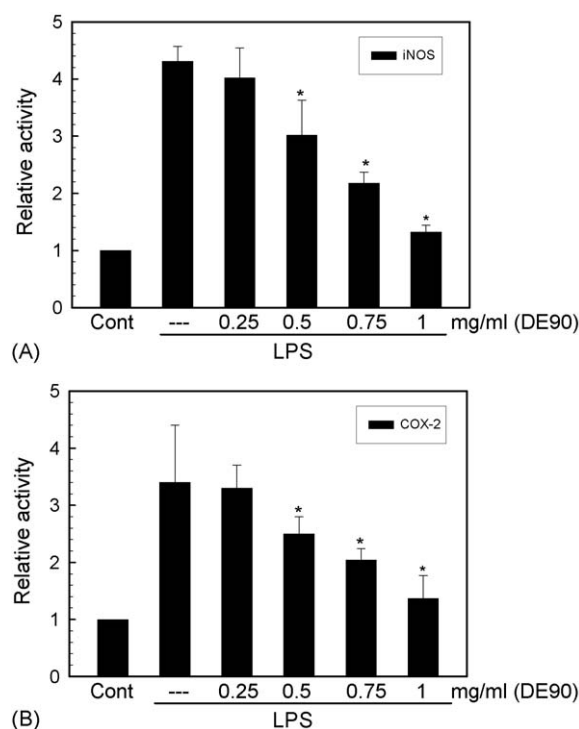 5
iNOS
4
*
3
*
2
*
1
0
Relative activity
Cont --- 0.25 0.5 0.75 1 mg/ml (DE90)
LPS
(A)
5
COX-2
4
3
*
*
2
*
1
0
Relative activity
Cont --- 0.25 0.5 0.75 1 mg/ml (DE90)
LPS
(B)